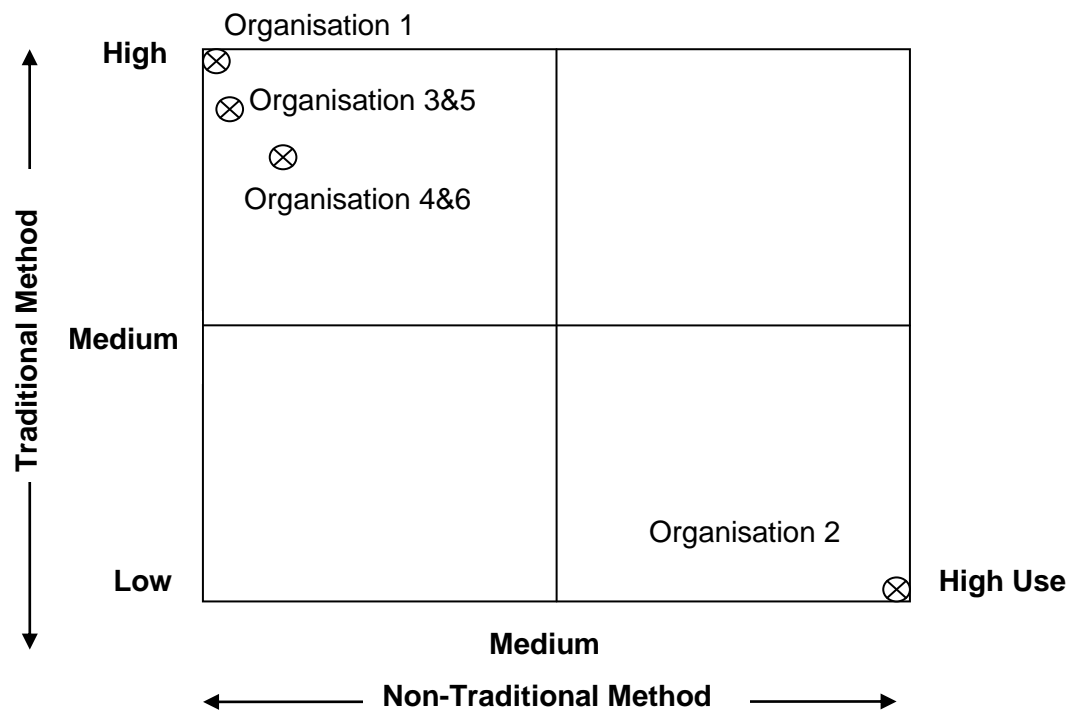 Organisation 1
High
Organisation 3&5
Organisation 4&6
Traditional Method
Medium
Organisation 2
Low
High Use
Medium
Non-Traditional Method